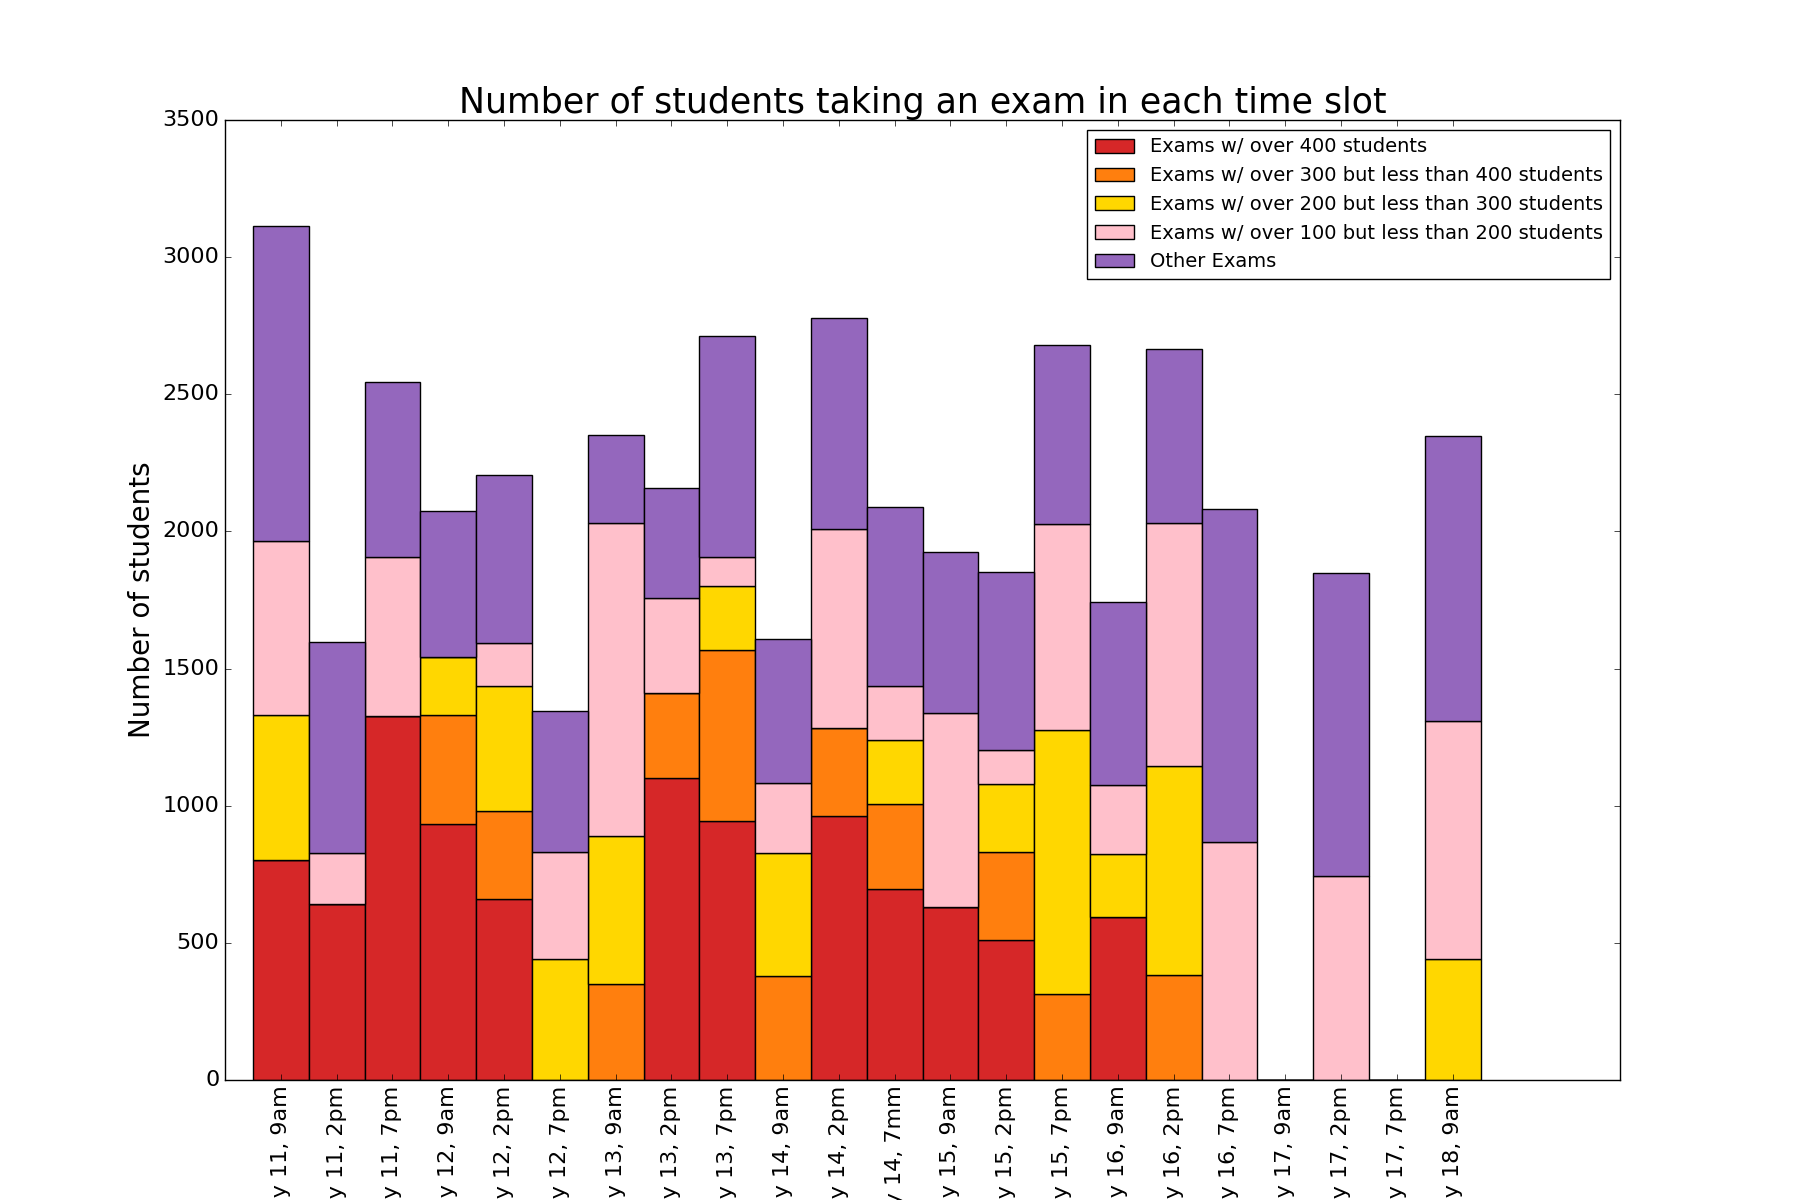 Number of students taking an exam in each time slot
Exams w/ over 400 students
Exams w/ over 300 but less than 400 students
Exams w/ over 200 but less than 300 students
Exams w/ over 100 but less than 200 students
Other Exams
Number of students
3500
3000
2500
2000
1500
1000
500
0
y 11, 9am
y 11, 2pm
y 11, 7pm
y 12, 9am
y 12, 2pm
y 12, 7pm
y 13, 9am
y 13, 2pm
y 13, 7pm
y 14, 9am
y 14, 2pm
y 14, 7mm
y 15, 9am
y 15, 2pm
y 15, 7pm
y 16, 9am
y 16, 2pm
y 16, 7pm
y 17, 9am
y 17, 2pm
y 17, 7pm
y 18, 9am